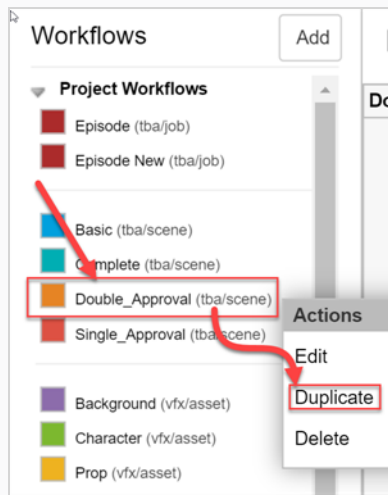 Workflows
Add
Project Workflows
Episode (tba/job)
Episode New (tba/job)
Basic (tba/scene)
Complete (tba/scene)
Double_Approval (tba/scene)
Single_Approval (tba/scene)
Actions
Edit
Duplicate
Delete
Background (vfx/asset)
Character (vfx/asset)
Prop (vfx/asset)